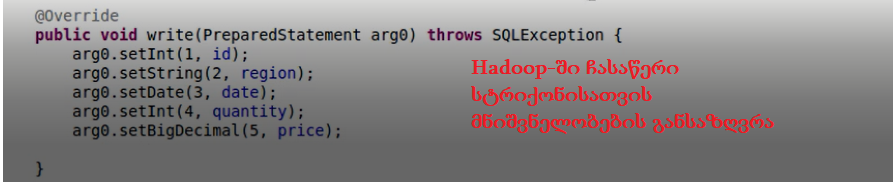 @Override
public void write(PreparedStatement arg0) throws SQLException {
arg0.setInt(1, id);
arg0.setString(2, region);
arg0.setDate(3, date);
arg0.setInt(4, quantity);
arg0.setBigDecimal(5, price);
}
Hadoop-ში ჩასაწერი
სტრიქონისათვის
მნიშვნელობების განსაზღვრა